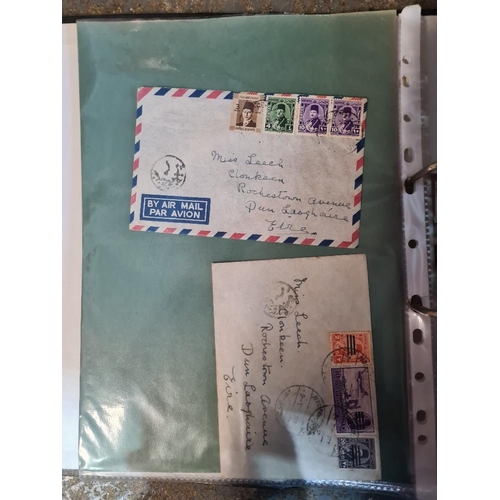 Miss Leech
Clonkeen
Rochestown Avenue
Dun Laoghaire
Eire.
BY AIR MAIL
PAR AVION
Miss Leech.
Clonkeen.
Rochestown Avenue
Dun Laoghaire
Eire.